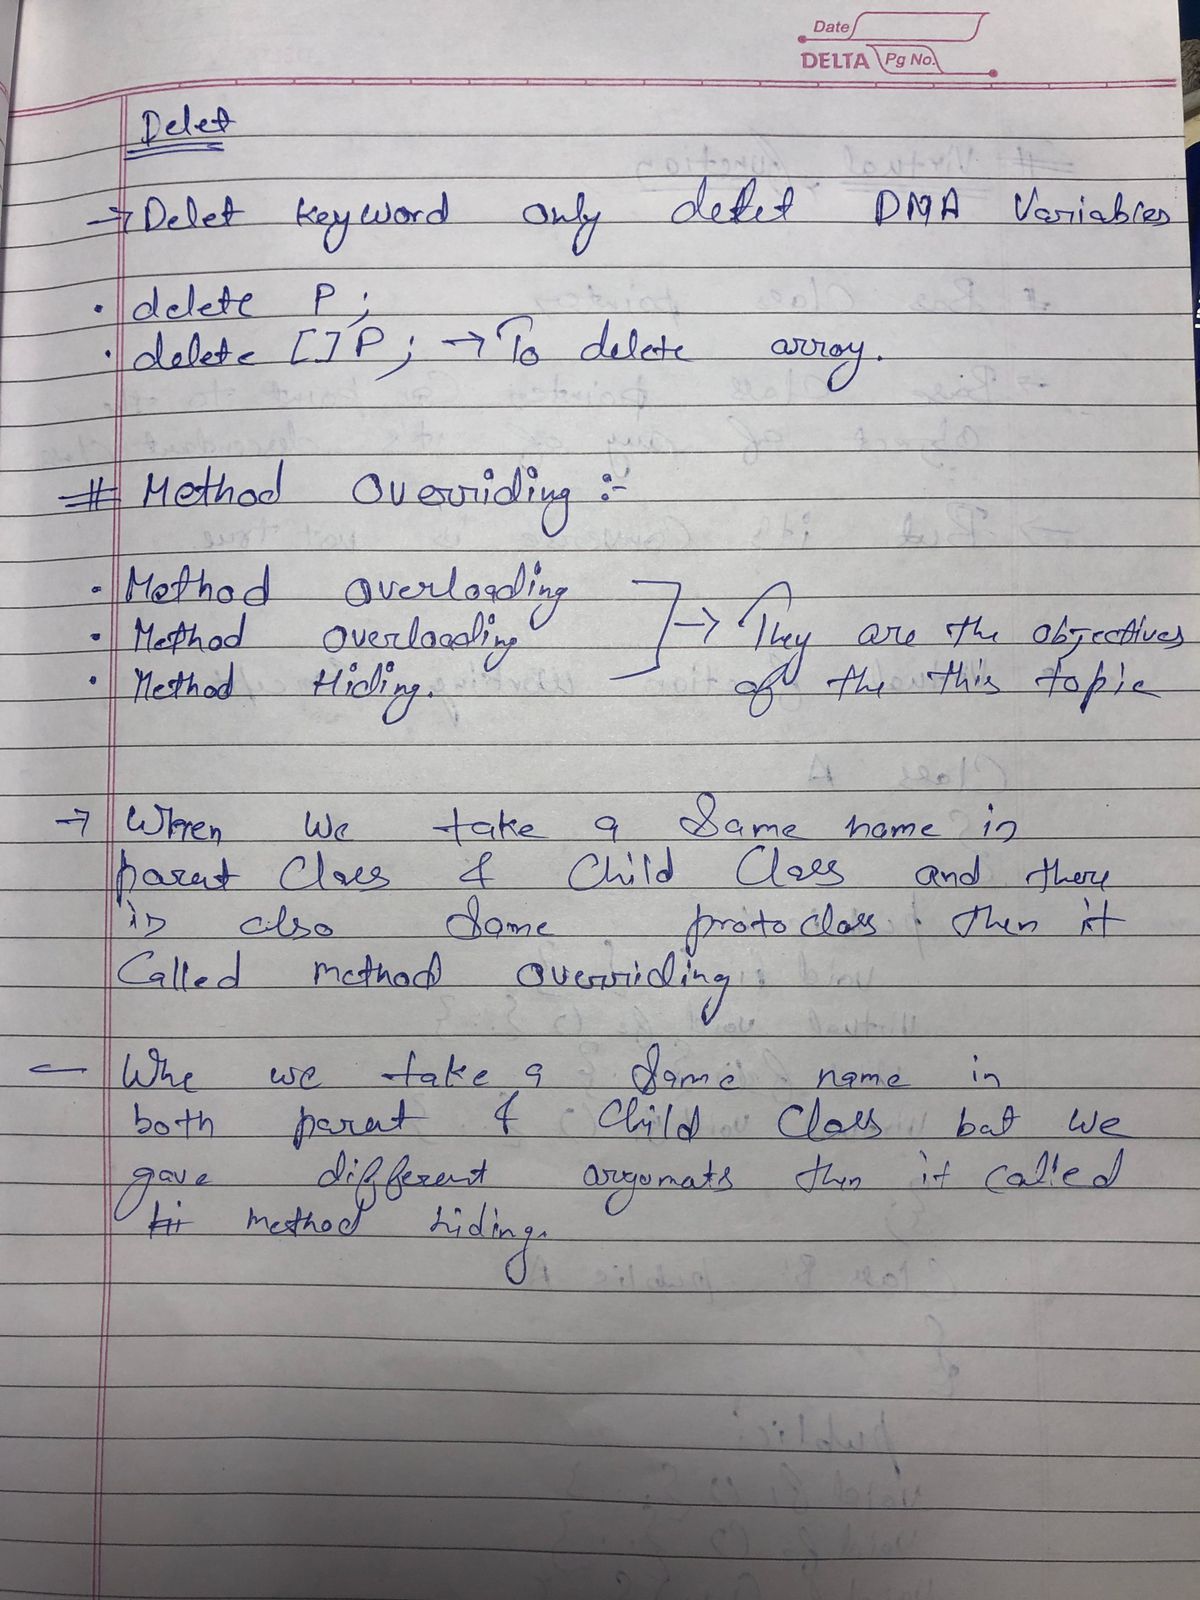 Date
DELTA Pg No.
Delet
→ Delet keyword only delet DMA Variables
• delete P;
• delete []P; → To delete array.
# Method Overriding :-
• Method overloading
• Method overloading → They are the objectives
• Method Hiding. of the this topic
→ When we take a Same name in
parent Class & Child Class and there
is also Same proto class then it
Called method overriding.
– Whe we take a Same name in
both parent & Child Class but we
gave different argumats then it called
method hiding.